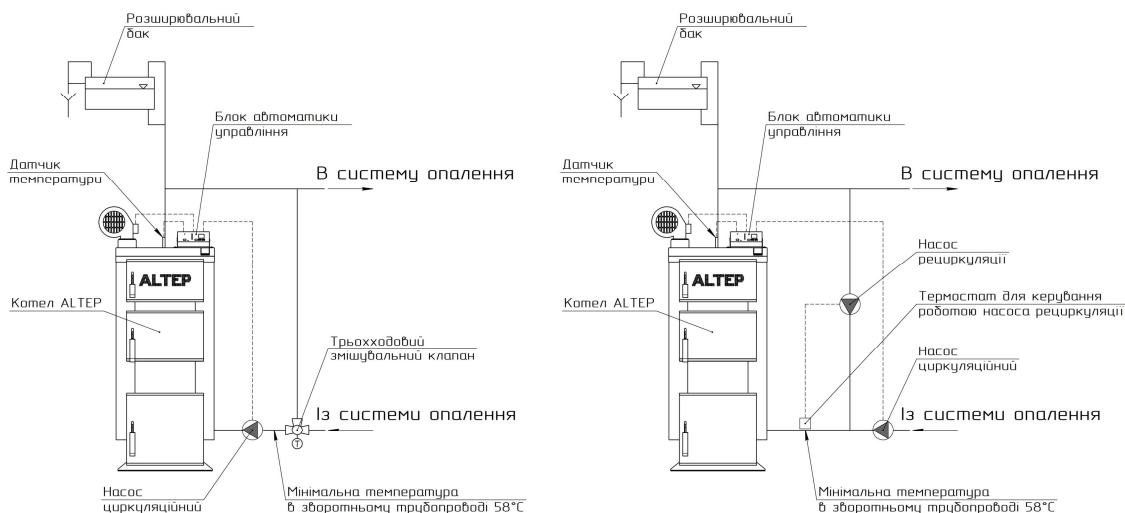 Розширювальний
бак
Блок автоматики
управління
Датчик
температури
В систему опалення
ALTEP
Котел ALTEP
Трьохходовий
змішувальний клапан
Із системи опалення
Т
Насос
циркуляційний
Мінімальна температура
в зворотньому трубопроводі 58°С
Розширювальний
бак
Блок автоматики
управління
Датчик
температури
В систему опалення
ALTEP
Насос
рециркуляції
Котел ALTEP
Термостат для керування
роботою насоса рециркуляції
Насос
циркуляційний
Із системи опалення
Мінімальна температура
в зворотньому трубопроводі 58°С